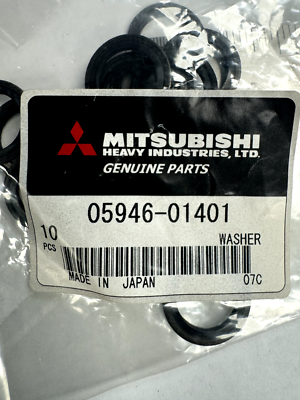 MITSUBISHI
HEAVY INDUSTRIES, LTD.
GENUINE PARTS
05946-01401
10
PCS
WASHER
MADE IN JAPAN
07C